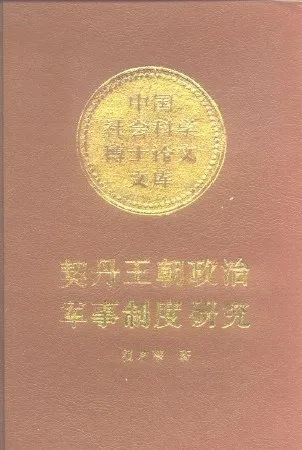 中国
社会科学
博士论文
文库
契丹王朝政治
军事制度研究